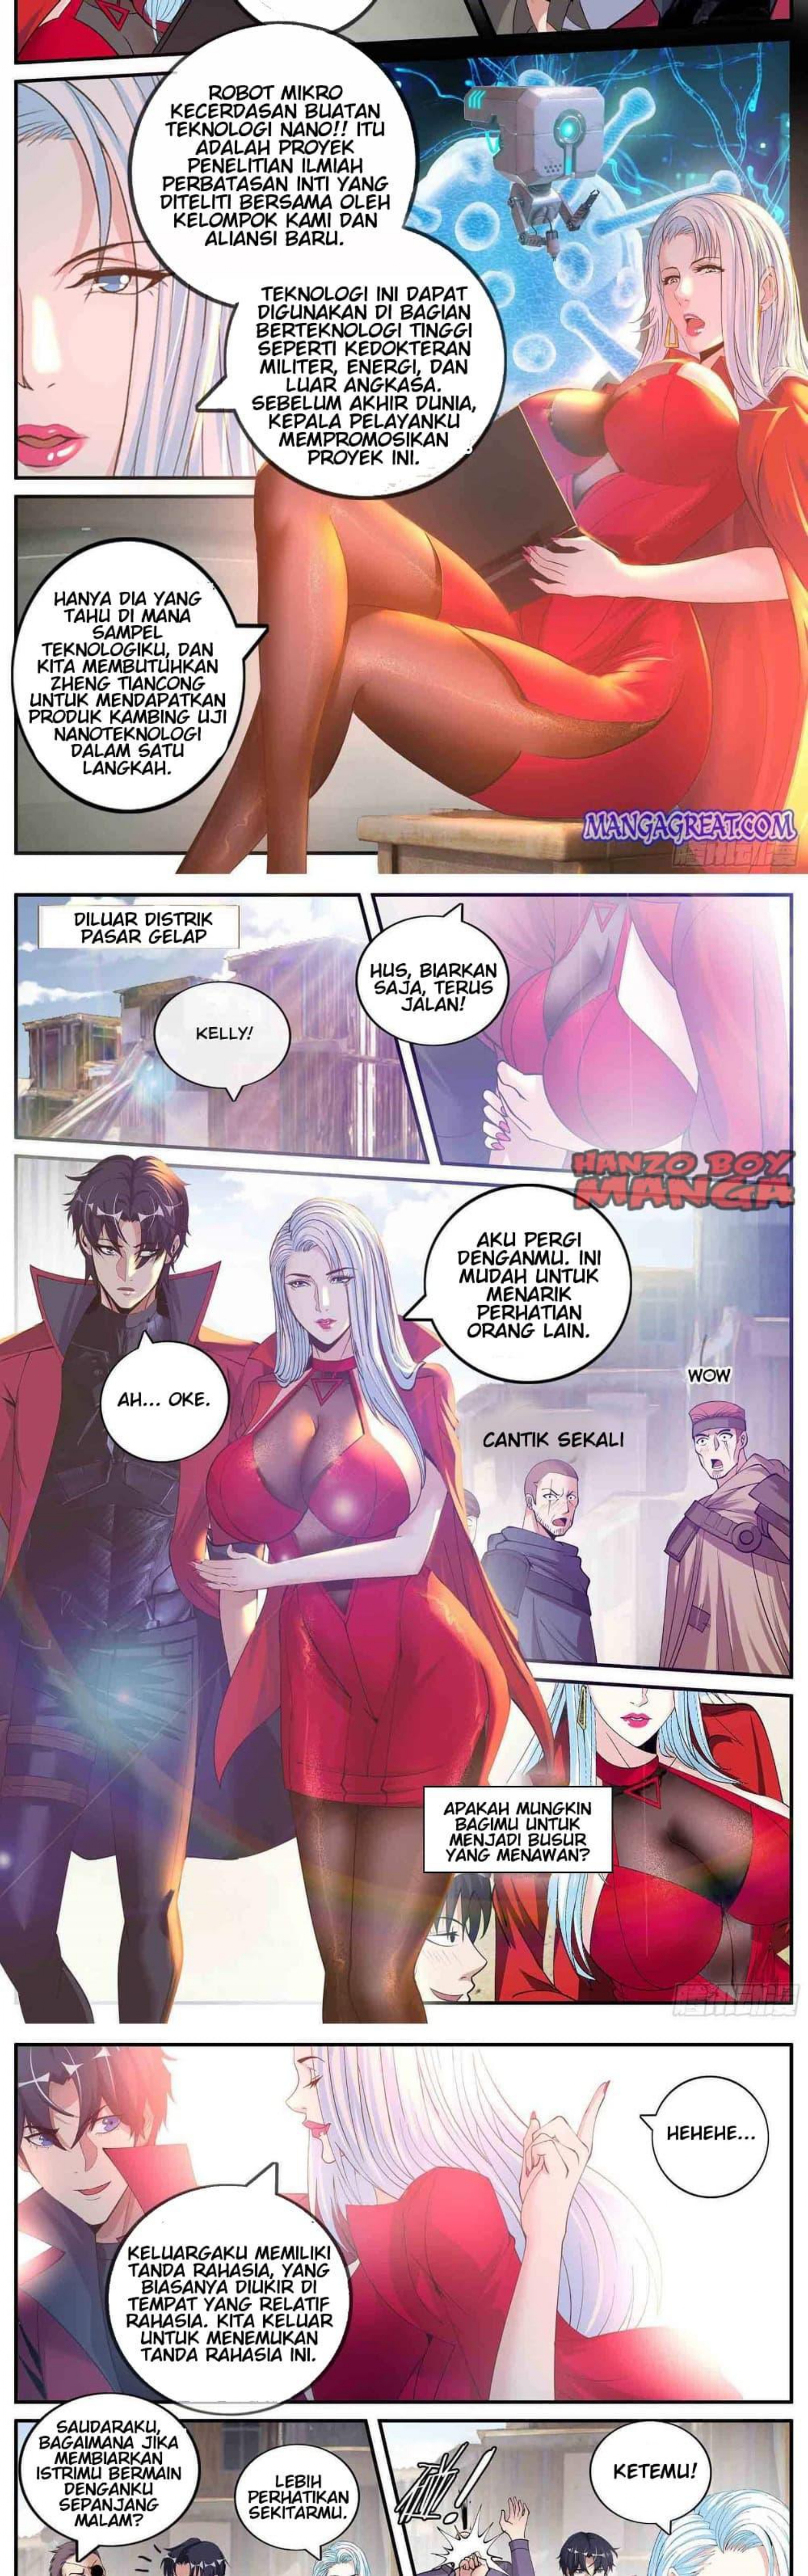 ROBOT MIKRO
KECERDASAN BUATAN
TEKNOLOGI NANO!! ITU
ADALAH PROYEK
PENELITIAN ILMIAH
PERBATASAN INTI YANG
DITELITI BERSAMA OLEH
KELOMPOK KAMI DAN
ALIANSI BARU.
TEKNOLOGI INI DAPAT
DIGUNAKAN DI BAGIAN
BERTEKNOLOGI TINGGI
SEPERTI KEDOKTERAN
MILITER, ENERGI, DAN
LUAR ANGKASA.
SEBELUM AKHIR DUNIA,
KEPALA PELAYANKU
MEMPROMOSIKAN
PROYEK INI.
HANYA DIA YANG
TAHU DI MANA
SAMPEL
TEKNOLOGIKU, DAN
KITA MEMBUTUHKAN
ZHENG TIANCONG
UNTUK MENDAPATKAN
PRODUK KAMBING UJI
NANOTEKNOLOGI
DALAM SATU
LANGKAH.
MANGAGREAT.COM
DILUAR DISTRIK
PASAR GELAP
KELLY!
HUS, BIARKAN
SAJA, TERUS
JALAN!
HANZO BOY
MANGA
AKU PERGI
DENGANMU. INI
MUDAH UNTUK
MENARIK
PERHATIAN
ORANG LAIN.
AH... OKE.
WOW
CANTIK SEKALI
APAKAH MUNGKIN
BAGIMU UNTUK
MENJADI BUSUR
YANG MENAWAN?
HEHEHE...
KELUARGAKU MEMILIKI
TANDA RAHASIA, YANG
BIASANYA DIUKIR DI
TEMPAT YANG RELATIF
RAHASIA. KITA KELUAR
UNTUK MENEMUKAN
TANDA RAHASIA INI.
SAUDARAKU,
BAGAIMANA JIKA
MEMBIARKAN
ISTRIMU BERMAIN
DENGANKU
SEPANJANG
MALAM?
LEBIH
PERHATIKAN
SEKITARMU.
KETEMU!